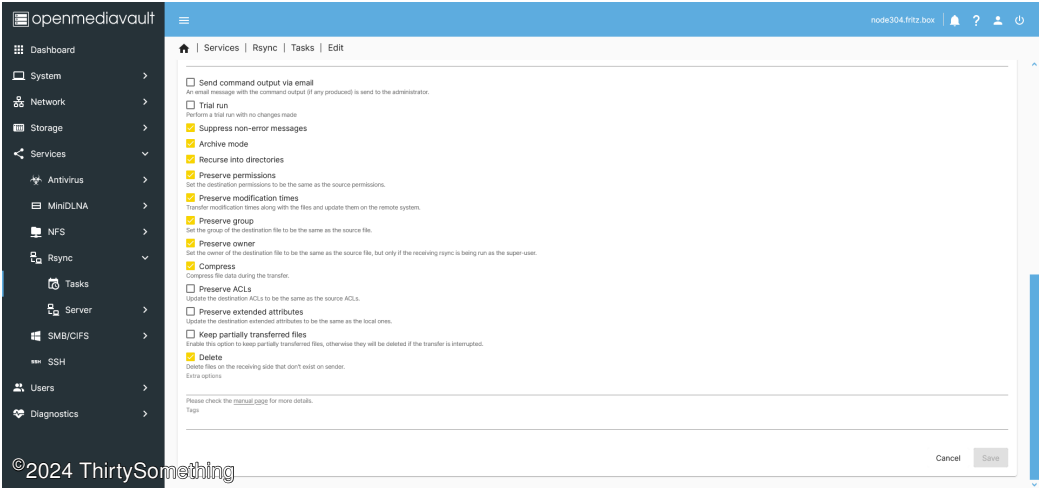 openmediavault
node304.fritz.box
Dashboard
System
Network
Storage
Services
Antivirus
MiniDLNA
NFS
Rsync
Tasks
Server
SMB/CIFS
SSH SSH
Users
Diagnostics
| Services | Rsync | Tasks | Edit
Send command output via email
An email message with the command output (if any produced) is send to the administrator.
Trial run
Perform a trial run with no changes made
Suppress non-error messages
Archive mode
Recurse into directories
Preserve permissions
Set the destination permissions to be the same as the source permissions.
Preserve modification times
Transfer modification times along with the files and update them on the remote system.
Preserve group
Set the group of the destination file to be the same as the source file.
Preserve owner
Set the owner of the destination file to be the same as the source file, but only if the receiving rsync is being run as the super-user.
Compress
Compress file data during the transfer.
Preserve ACLs
Update the destination ACLs to be the same as the source ACLs.
Preserve extended attributes
Update the destination extended attributes to be the same as the local ones.
Keep partially transferred files
Enable this option to keep partially transferred files, otherwise they will be deleted if the transfer is interrupted.
Delete
Delete files on the receiving side that don't exist on sender.
Extra options
Please check the manual page for more details.
Tags
Cancel Save
©2024 ThirtySomething